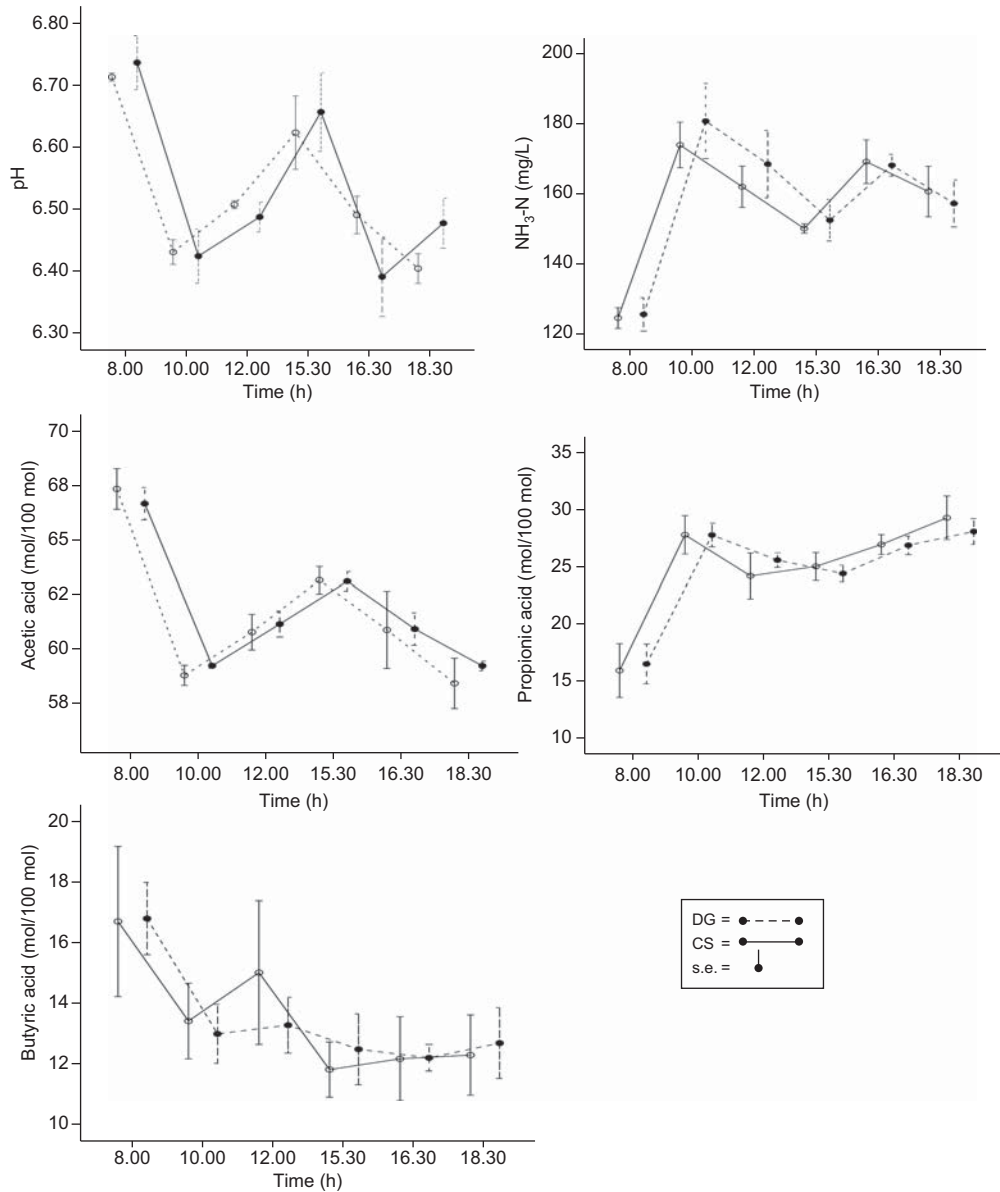 6.80
6.60
6.50
6.40
6.30
pH
8.00 10.00 12.00 15.30 16.30 18.30
Time (h)
200
180
160
140
120
NH3-N (mg/L)
8.00 10.00 12.00 15.30 16.30 18.30
Time (h)
70
68
65
62
60
58
Acetic acid (mol/100 mol)
8.00 10.00 12.00 15.30 16.30 18.30
Time (h)
35
30
25
20
15
10
Propionic acid (mol/100 mol)
8.00 10.00 12.00 15.30 16.30 18.30
Time (h)
20
18
16
14
12
10
Butyric acid (mol/100 mol)
8.00 10.00 12.00 15.30 16.30 18.30
Time (h)
DG =
CS =
s.e. =